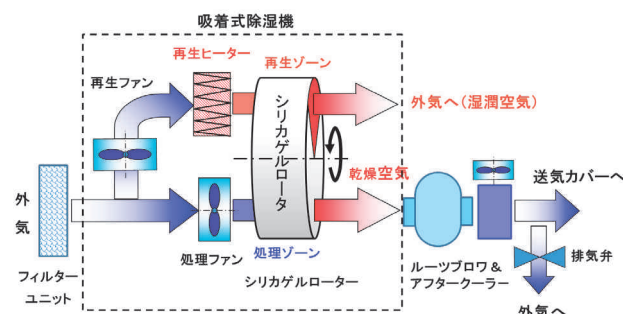 吸着式除湿機
再生ヒーター
再生ゾーン
再生ファン
外気へ(湿潤空気)
シリカゲルロータ
乾燥空気
送気カバーへ
外気
処理ファン
処理ゾーン
ルーツブロワ&
アフタークーラー
排気弁
フィルター
ユニット
シリカゲルローター
外気へ